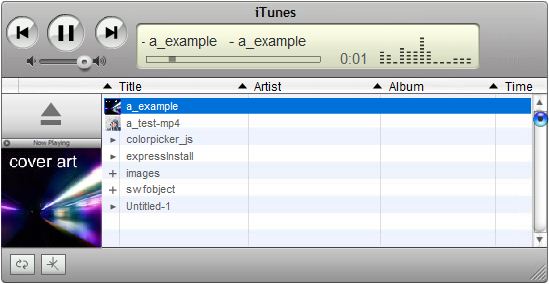 iTunes
- a_example - a_example
0:01
Title Artist Album Time
a_example
a_test-mp4
colorpicker_js
expressInstall
images
swfobject
Untitled-1
Now Playing
cover art